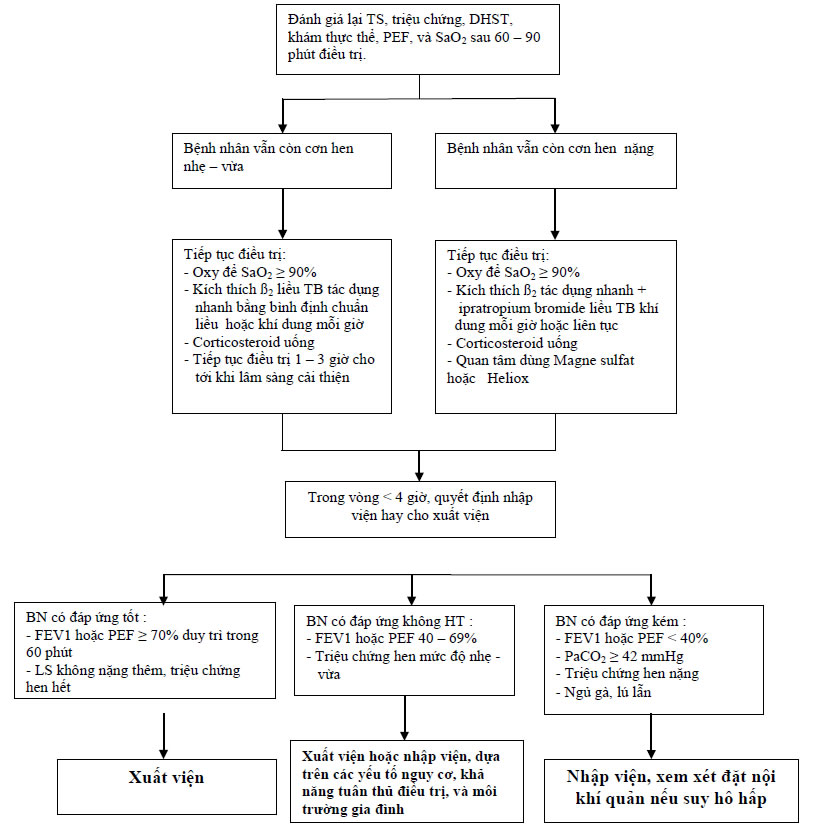 Đánh giá lại TS, triệu chứng, DHST,
khám thực thể, PEF, và SaO₂ sau 60 – 90
phút điều trị.
Bệnh nhân vẫn còn cơn hen
nhẹ – vừa
Bệnh nhân vẫn còn cơn hen nặng
Tiếp tục điều trị:
- Oxy để SaO₂ ≥ 90%
- Kích thích ß₂ liều TB tác dụng
nhanh bằng bình định chuẩn
liều hoặc khí dung mỗi giờ
- Corticosteroid uống
- Tiếp tục điều trị 1 – 3 giờ cho
tới khi lâm sàng cải thiện
Tiếp tục điều trị:
- Oxy để SaO₂ ≥ 90%
- Kích thích ß₂ tác dụng nhanh +
ipratropium bromide liều TB khí
dung mỗi giờ hoặc liên tục
- Corticosteroid uống
- Quan tâm dùng Magne sulfat
hoặc Heliox
Trong vòng < 4 giờ, quyết định nhập
viện hay cho xuất viện
BN có đáp ứng tốt :
- FEV1 hoặc PEF ≥ 70% duy trì trong
60 phút
- LS không nặng thêm, triệu chứng
hen hết
BN có đáp ứng không HT :
- FEV1 hoặc PEF 40 – 69%
- Triệu chứng hen mức độ nhẹ -
vừa
BN có đáp ứng kém :
- FEV1 hoặc PEF < 40%
- PaCO₂ ≥ 42 mmHg
- Triệu chứng hen nặng
- Ngủ gà, lú lẫn
Xuất viện
Xuất viện hoặc nhập viện, dựa
trên các yếu tố nguy cơ, khả
năng tuân thủ điều trị, và môi
trường gia đình
Nhập viện, xem xét đặt nội
khí quản nếu suy hô hấp